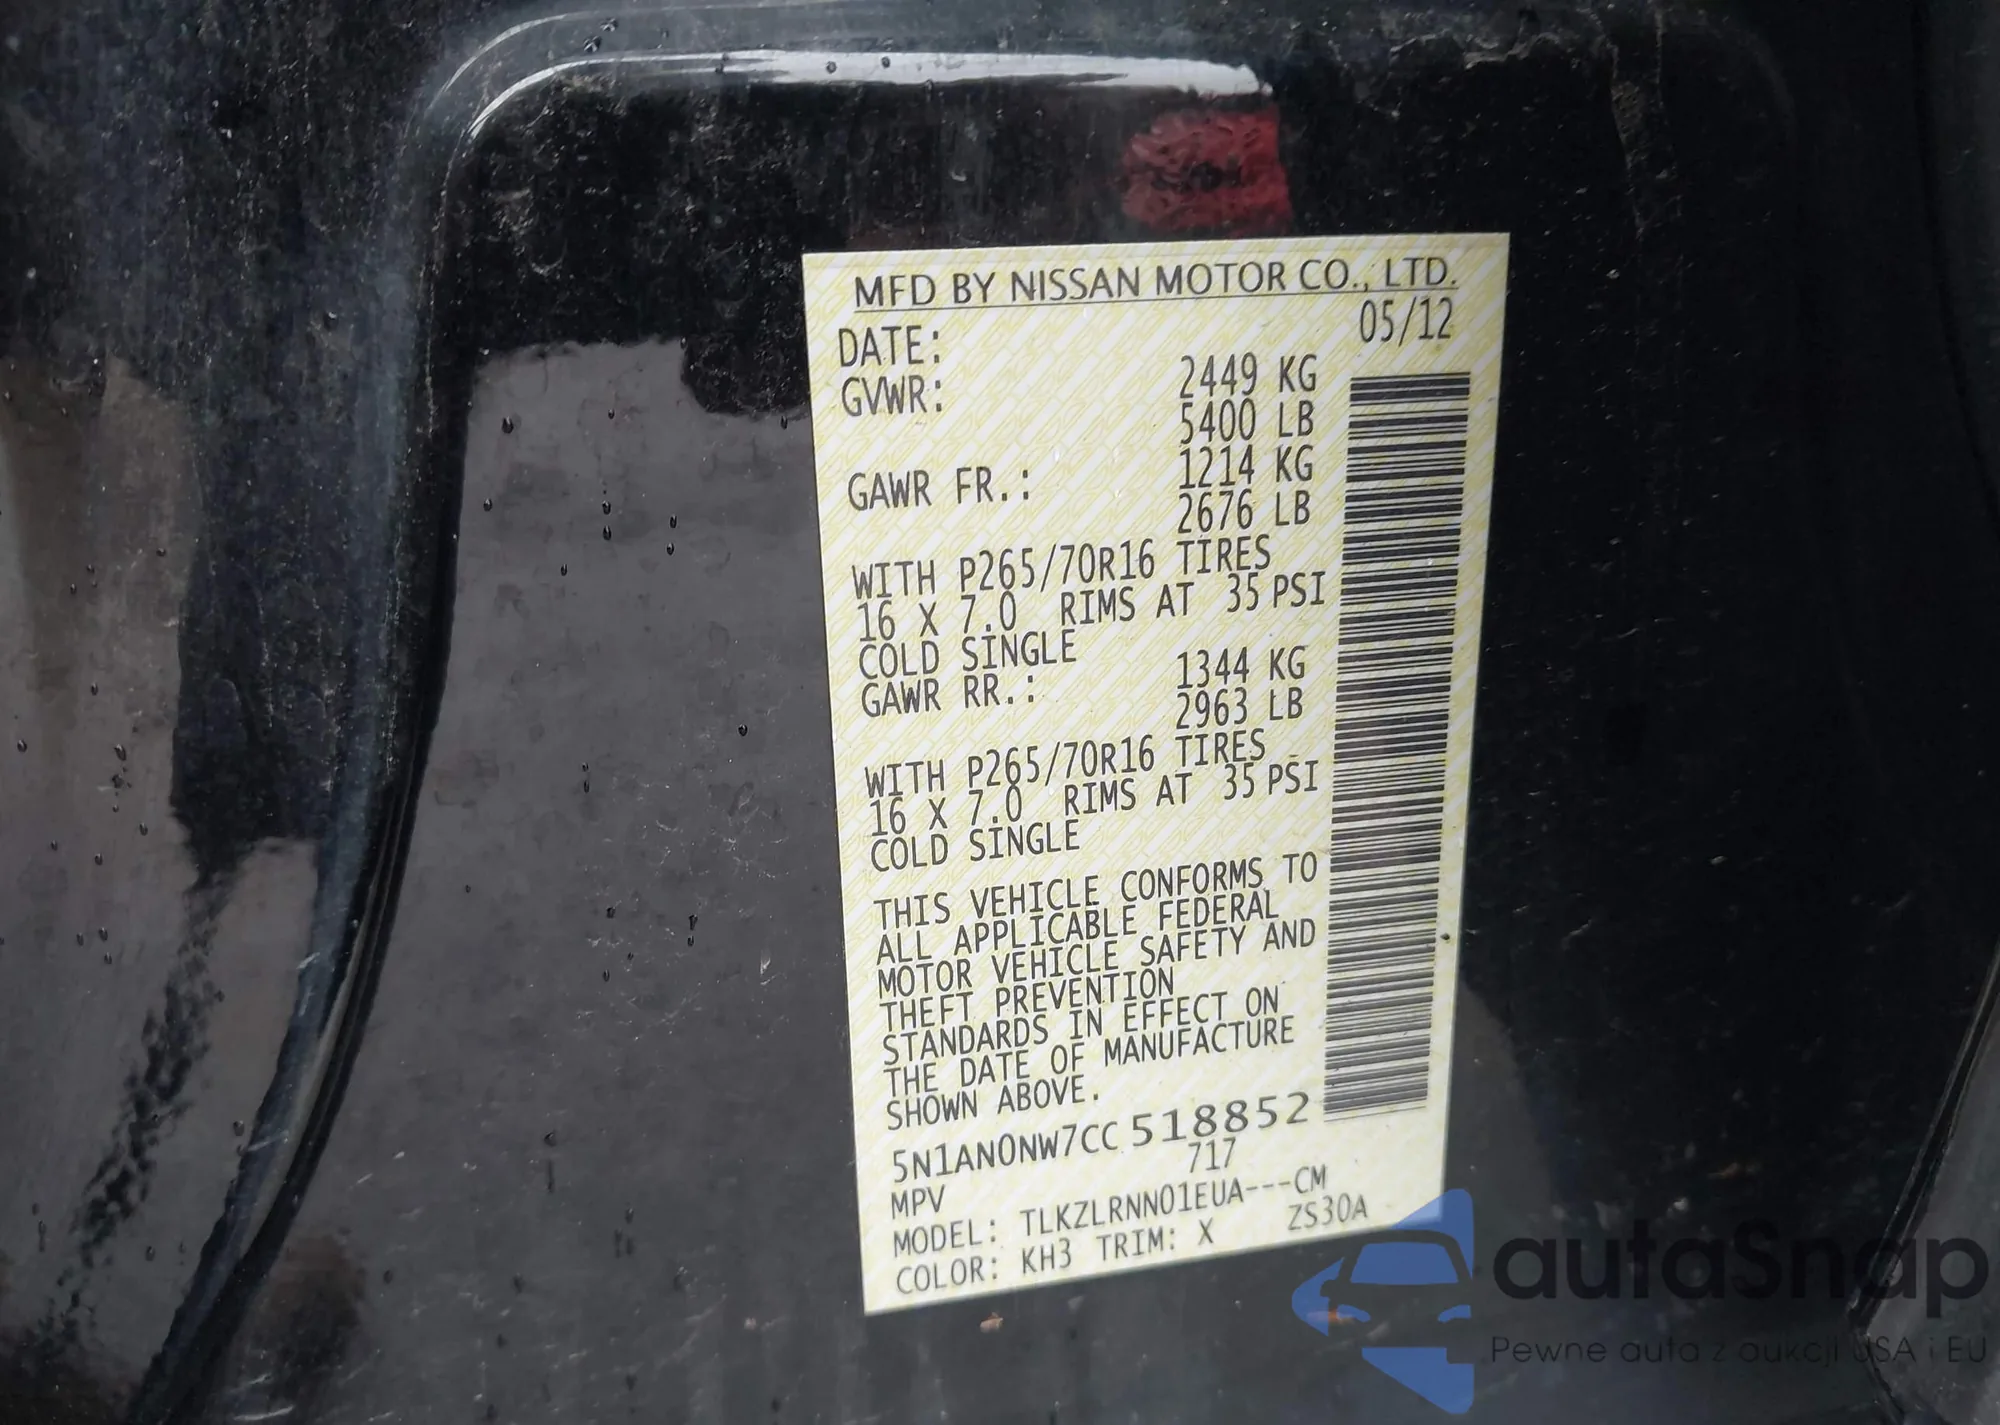 MFD BY NISSAN MOTOR CO., LTD.
DATE: 05/12
GVWR: 2449 KG
5400 LB
GAWR FR.: 1214 KG
2676 LB
WITH P265/70R16 TIRES
16 X 7.0 RIMS AT 35 PSI
COLD SINGLE
GAWR RR.: 1344 KG
2963 LB
WITH P265/70R16 TIRES
16 X 7.0 RIMS AT 35 PSI
COLD SINGLE
THIS VEHICLE CONFORMS TO
ALL APPLICABLE FEDERAL
MOTOR VEHICLE SAFETY AND
THEFT PREVENTION
STANDARDS IN EFFECT ON
THE DATE OF MANUFACTURE
SHOWN ABOVE.
5N1AN0NW7CC518852
MPV 717
MODEL: TLKZLRNN01EUA---CM
COLOR: KH3 TRIM: X ZS30A
autaSnap
Pewne auta z aukcji USA i EU